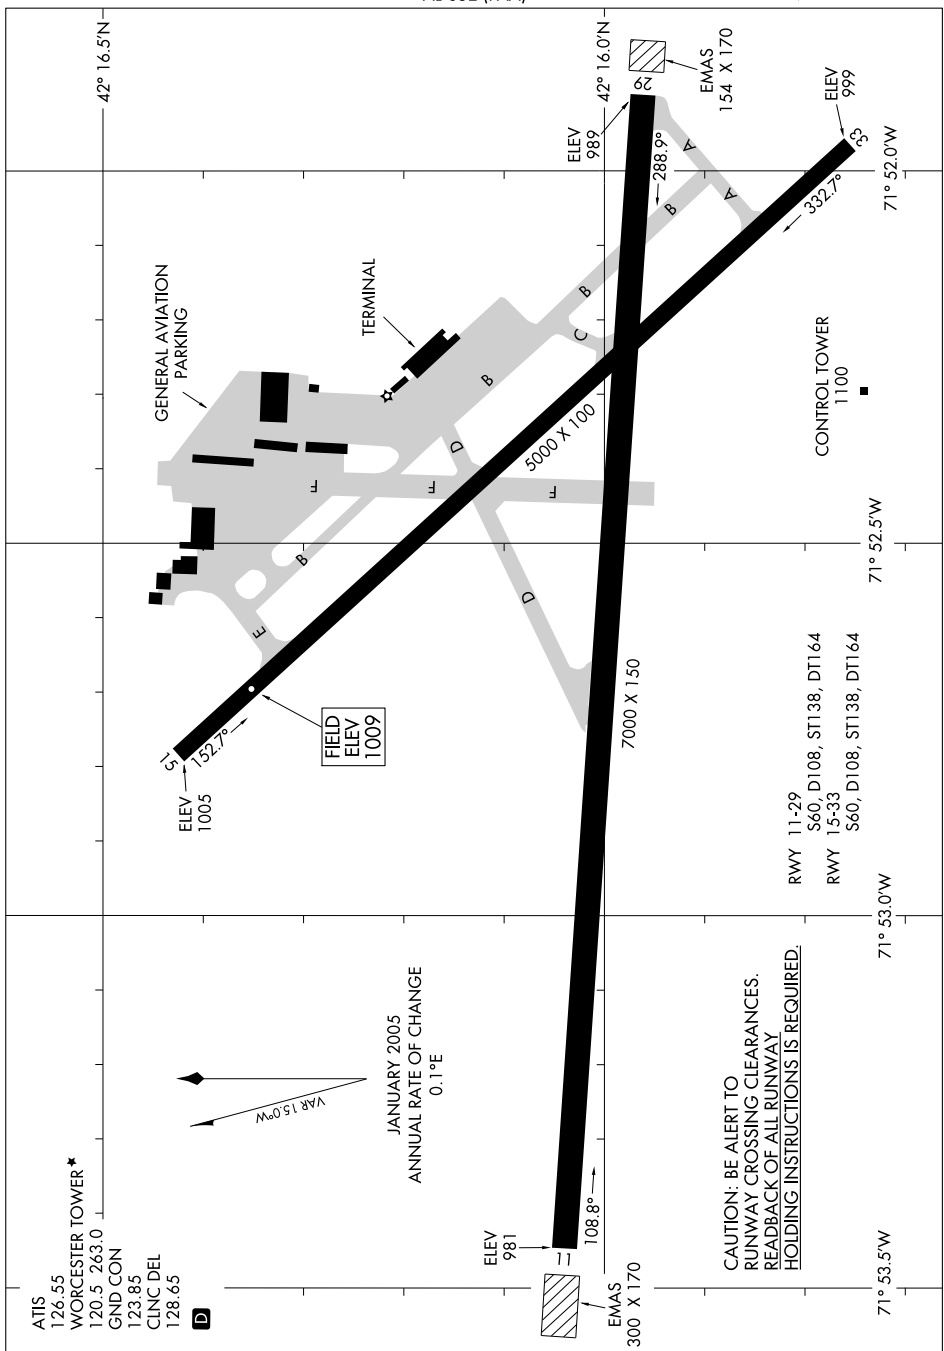 ATIS
126.55
WORCESTER TOWER
120.5 263.0
GND CON
123.85
CLNC DEL
128.65
D
VAR 15.0°W
JANUARY 2005
ANNUAL RATE OF CHANGE
0.1°E
42° 16.5'N
42° 16.0'N
GENERAL AVIATION
PARKING
TERMINAL
15
152.7°
ELEV
1005
FIELD
ELEV
1009
E
B
F
F
F
D
D
B
C
B
B
A
A
5000 X 100
7000 X 150
ELEV
989
29
288.9°
EMAS
154 X 170
ELEV
999
33
332.7°
CONTROL TOWER
1100
ELEV
981
11
108.8°
EMAS
300 X 170
RWY 11-29
S60, D108, ST138, DT164
RWY 15-33
S60, D108, ST138, DT164
CAUTION: BE ALERT TO
RUNWAY CROSSING CLEARANCES.
READBACK OF ALL RUNWAY
HOLDING INSTRUCTIONS IS REQUIRED.
71° 53.5'W
71° 53.0'W
71° 52.5'W
71° 52.0'W